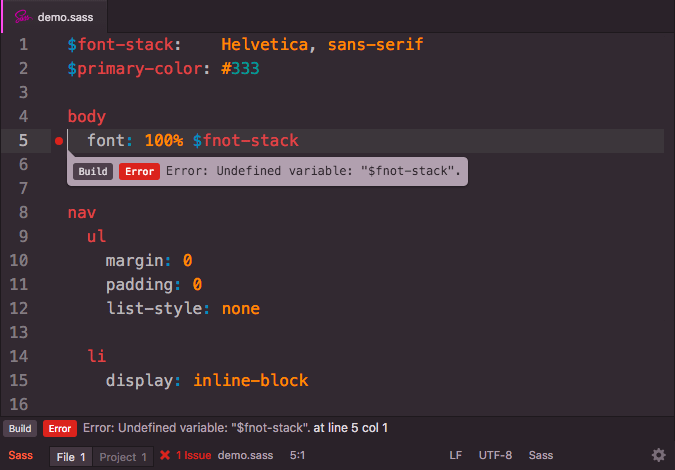 demo.sass
1 $font-stack:    Helvetica, sans-serif
2 $primary-color: #333
3
4 body
5   font: 100% $fnot-stack
6 Build Error Error: Undefined variable: "$fnot-stack".
7
8 nav
9   ul
10     margin: 0
11     padding: 0
12     list-style: none
13
14   li
15     display: inline-block
16
Build Error Error: Undefined variable: "$fnot-stack". at line 5 col 1
Sass File 1 Project 1 1 Issue demo.sass 5:1 LF UTF-8 Sass